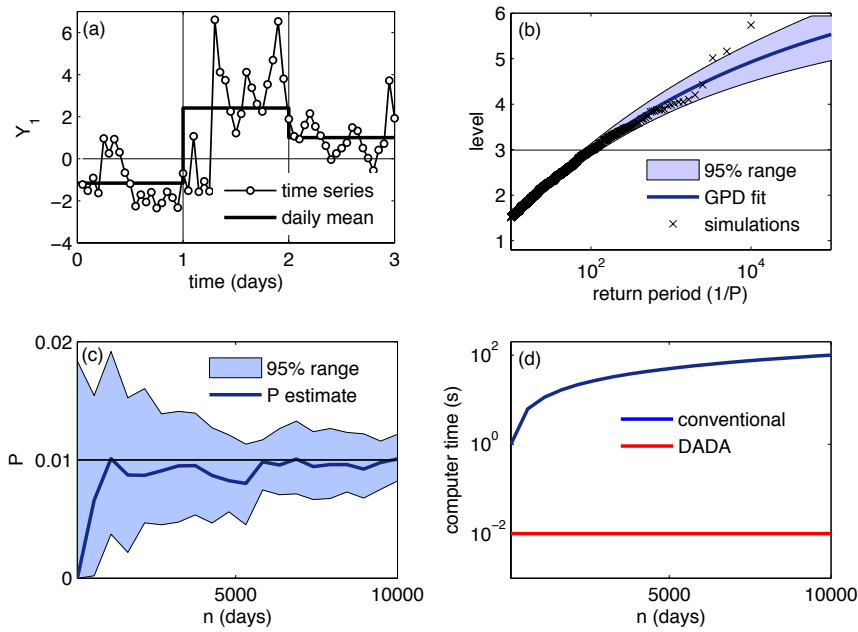 (a)
Y1
6
4
2
0
−2
−4
0
1
2
3
time (days)
time series
daily mean
(b)
level
6
5
4
3
2
1
10^2
10^4
return period (1/P)
95% range
GPD fit
simulations
(c)
P
0.02
0.01
0
5000
10000
n (days)
95% range
P estimate
(d)
computer time (s)
10^2
10^0
10^−2
5000
10000
n (days)
conventional
DADA